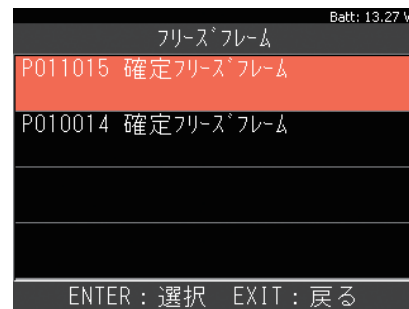 Batt: 13.27 V
フリーズフレーム
P011015 確定フリーズフレーム
P010014 確定フリーズフレーム
ENTER：選択 EXIT：戻る